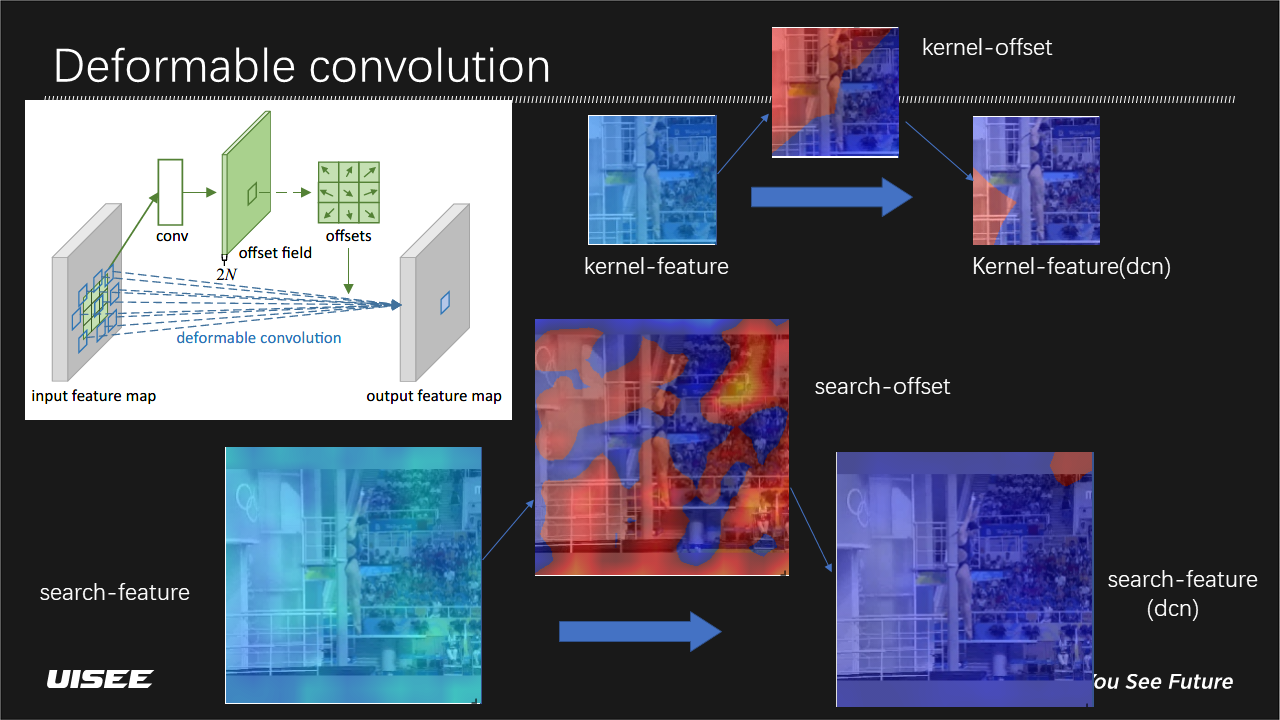 Deformable convolution
kernel-offset
conv
offset field
offsets
2N
deformable convolution
input feature map
output feature map
kernel-feature
Kernel-feature(dcn)
search-offset
search-feature
search-feature
(dcn)
UISEE
You See Future